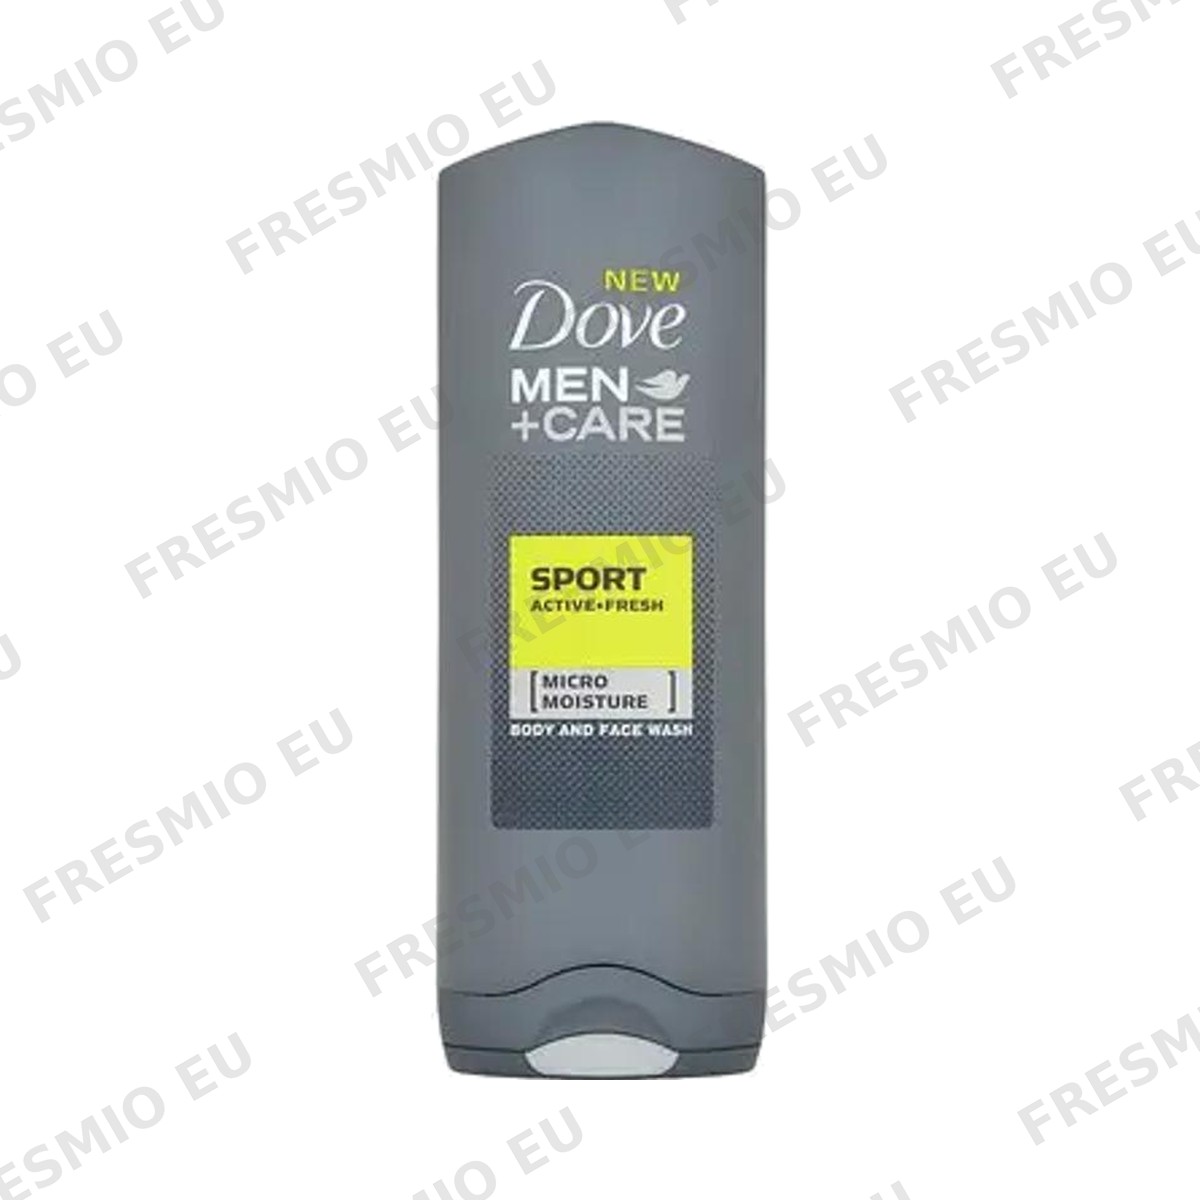 NEW
Dove
MEN
+CARE
SPORT
ACTIVE•FRESH
[MICRO
MOISTURE]
BODY AND FACE WASH
FRESMIO EU